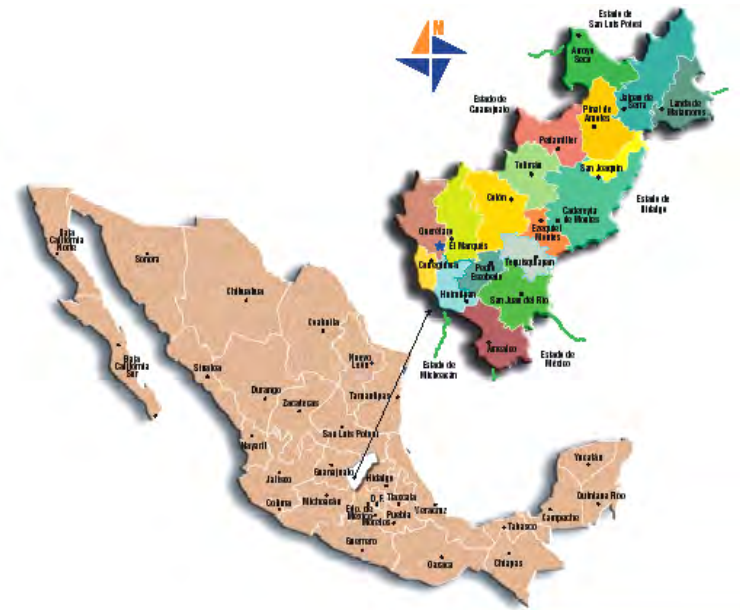 N
Estado de
San Luis Potosí
Arroyo
Seco
Jalpan de
Serra
Landa de
Matamoros
Estado de
Guanajuato
Pinal de
Amoles
Peñamiller
Tolimán
San Joaquín
Estado de
Hidalgo
Colón
Cadereyta
de Montes
Ezequiel
Montes
Querétaro
El Marqués
Corregidora
Pedro
Escobedo
Tequisquiapan
Huimilpan
San Juan del Río
Amealco
Estado de
Michoacán
Estado de
México
Baja
California
Norte
Sonora
Chihuahua
Coahuila
Nuevo
León
Baja
California
Sur
Sinaloa
Durango
Zacatecas
Tamaulipas
San Luis Potosí
Nayarit
Guanajuato
Hidalgo
Jalisco
Colima
Michoacán
D. F.
Tlaxcala
Edo. de
México
Morelos
Puebla
Veracruz
Guerrero
Oaxaca
Tabasco
Chiapas
Campeche
Yucatán
Quintana Roo